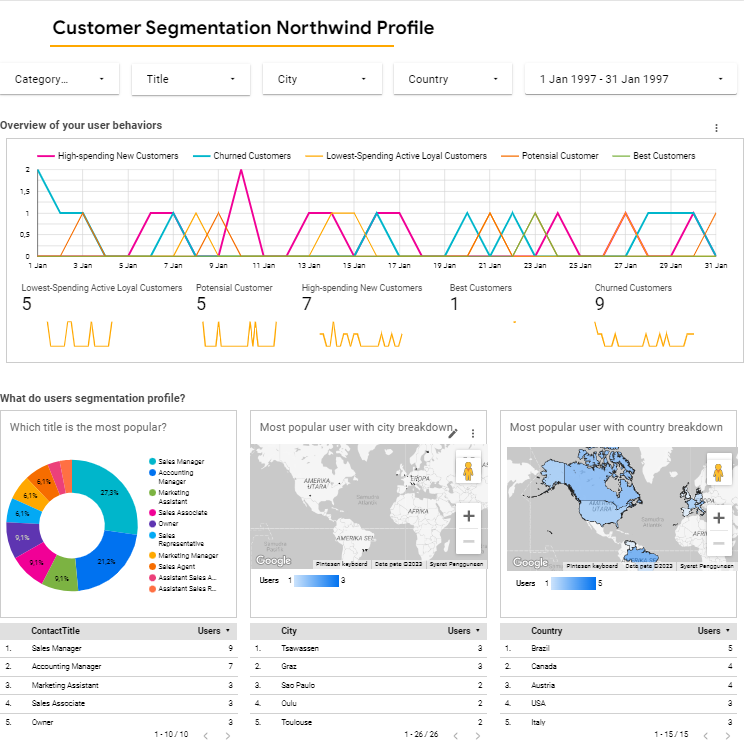 Customer Segmentation Northwind Profile
Category...
Title
City
Country
1 Jan 1997 - 31 Jan 1997
Overview of your user behaviors
High-spending New Customers
Churned Customers
Lowest-Spending Active Loyal Customers
Potensial Customer
Best Customers
2
1,5
1
0,5
0
1 Jan
3 Jan
5 Jan
7 Jan
9 Jan
11 Jan
13 Jan
15 Jan
17 Jan
19 Jan
21 Jan
23 Jan
25 Jan
27 Jan
29 Jan
31 Jan
Lowest-Spending Active Loyal Customers
5
Potensial Customer
5
High-spending New Customers
7
Best Customers
1
Churned Customers
9
What do users segmentation profile?
Which title is the most popular?
27,3%
21,2%
9,1%
9,1%
9,1%
6,1%
6,1%
6,1%
Sales Manager
Accounting
Manager
Marketing
Assistant
Sales Associate
Owner
Sales
Representative
Marketing Manager
Sales Agent
Assistant Sales A...
Assistant Sales R...
Most popular user with city breakdown
AMERIKA
UTARA
EROPA
Samudra
Atlantik
AFRIKA
AMERIKA SEL
Samudra
Pasifik
Google
Pintasan keyboard
Data peta ©2023
Syarat Penggunaan
Users
1
3
Most popular user with country breakdown
AMERIKA
UTARA
Samudra
Atlantik
AFRI
AMERIKA SEL
Google
Pintasan keyboard
Data peta ©2023
Syarat Penggunaan
Users
1
5
ContactTitle Users
1. Sales Manager 9
2. Accounting Manager 7
3. Marketing Assistant 3
4. Sales Associate 3
5. Owner 3
1 - 10 / 10
City Users
1. Tsawassen 3
2. Graz 3
3. Sao Paulo 2
4. Oulu 2
5. Toulouse 2
1 - 26 / 26
Country Users
1. Brazil 5
2. Canada 4
3. Austria 4
4. USA 3
5. Italy 3
1 - 15 / 15